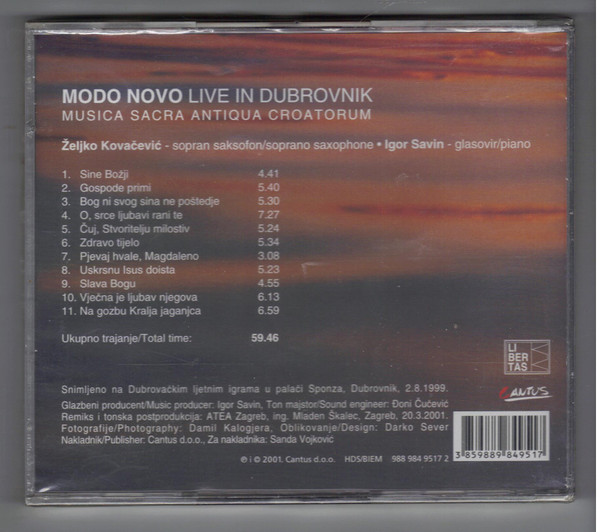 MODO NOVO LIVE IN DUBROVNIK
MUSICA SACRA ANTIQUA CROATORUM
Željko Kovačević - sopran saksofon/soprano saxophone • Igor Savin - glasovir/piano
1. Sine Božji 4.41
2. Gospode primi 5.40
3. Bog ni svog sina ne poštedje 5.30
4. O, srce ljubavi rani te 7.27
5. Čuj, Stvoritelju milostiv 5.24
6. Zdravo tijelo 5.34
7. Pjevaj hvale, Magdaleno 3.08
8. Uskrsnu Isus doista 5.23
9. Slava Bogu 4.55
10. Vječna je ljubav njegova 6.13
11. Na gozbu Kralja jaganjca 6.59
Ukupno trajanje/Total time: 59.46
LI
BER
TAS
CANTUS
Snimljeno na Dubrovačkim ljetnim igrama u palači Sponza, Dubrovnik, 2.8.1999.
Glazbeni producent/Music producer: Igor Savin, Ton majstor/Sound engineer: Đoni Čučević
Remiks i tonska postprodukcija: ATEA Zagreb, ing. Mladen Škalec, Zagreb, 20.3.2001.
Fotografije/Photography: Damil Kalogjera, Oblikovanje/Design: Darko Sever
Nakladnik/Publisher: Cantus d.o.o., Za nakladnika: Sanda Vojković
℗ i © 2001. Cantus d.o.o. HDS/BIEM 988 984 9517 2
3 859889 849517